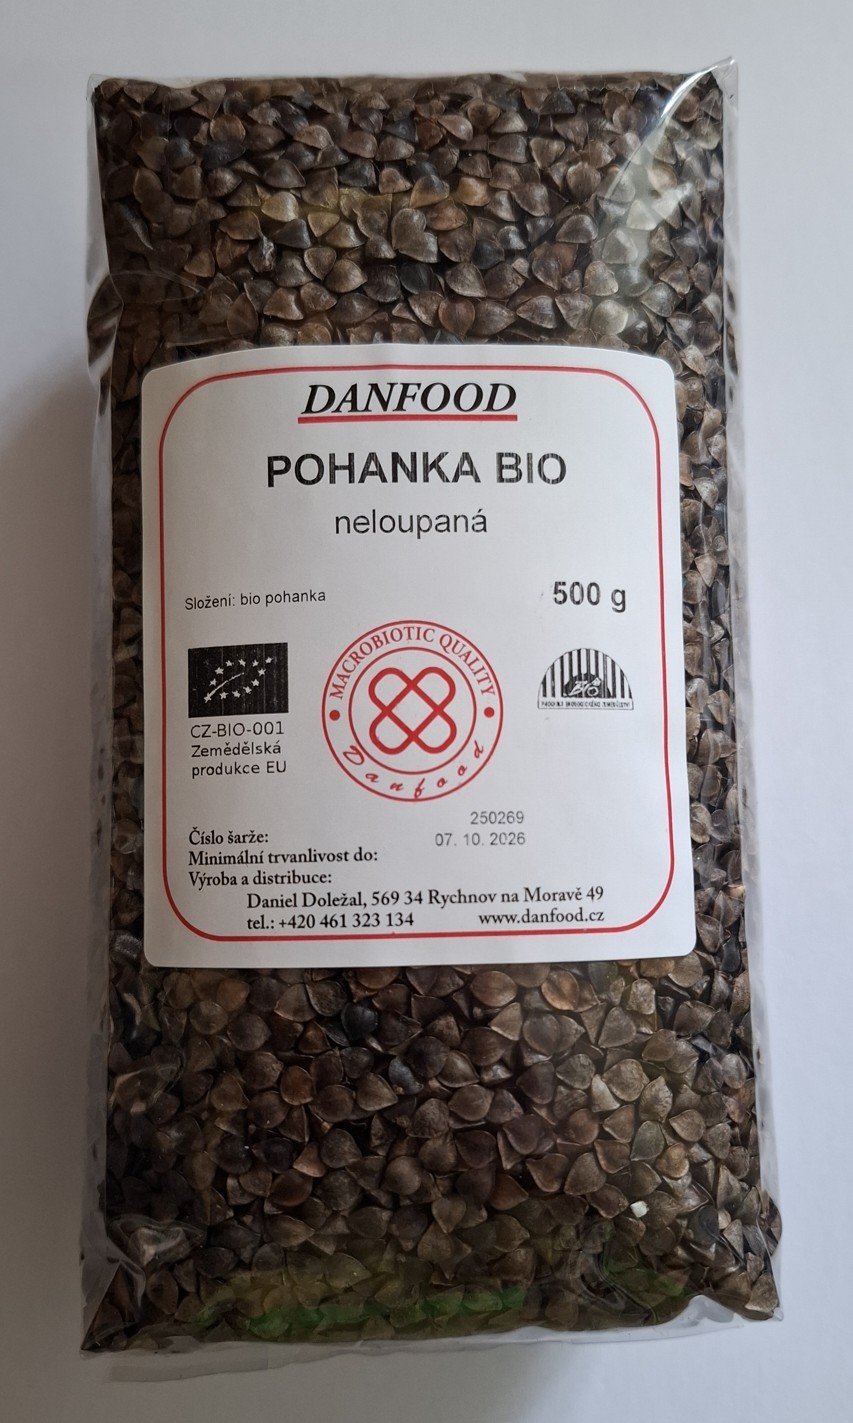 DANFOOD
POHANKA BIO
neloupaná
Složení: bio pohanka
500 g
MACROBIOTIC QUALITY
Danfood
BIO
CZ-BIO-001
Zemědělská
produkce EU
250269
Číslo šarže:
07. 10. 2026
Minimální trvanlivost do:
Výroba a distribuce:
Daniel Doležal, 569 34 Rychnov na Moravě 49
tel.: +420 461 323 134 www.danfood.cz